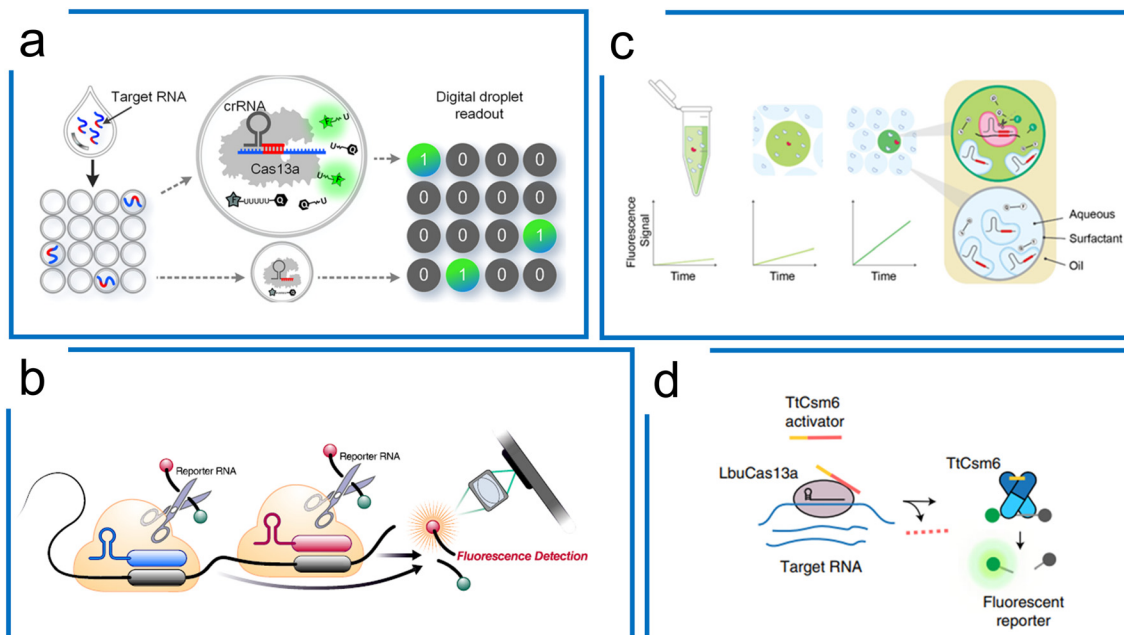 a
Target RNA
crRNA
Cas13a
F
U
U
Q
U
F
F
UUUUU
Q
Q
U
Digital droplet
readout
1 0 0 0
0 0 0 0
0 0 0 1
0 1 0 0
b
Reporter RNA
Reporter RNA
Fluorescence Detection
c
Fluorescence
Signal
Time
Time
Time
Aqueous
Surfactant
Oil
d
TtCsm6
activator
LbuCas13a
TtCsm6
Target RNA
Fluorescent
reporter